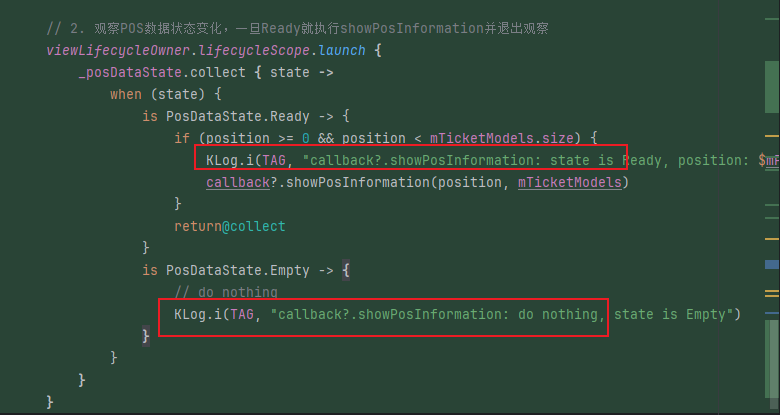 // 2. 观察POS数据状态变化，一旦Ready就执行showPosInformation并退出观察
viewLifecycleOwner.lifecycleScope.launch {
_posDataState.collect { state ->
when (state) {
is PosDataState.Ready -> {
if (position >= 0 && position < mTicketModels.size) {
KLog.i(TAG, "callback?.showPosInformation: state is Ready, position: $mP
callback?.showPosInformation(position, mTicketModels)
}
return@collect
}
is PosDataState.Empty -> {
// do nothing
KLog.i(TAG, "callback?.showPosInformation: do nothing, state is Empty")
}
}
}
}